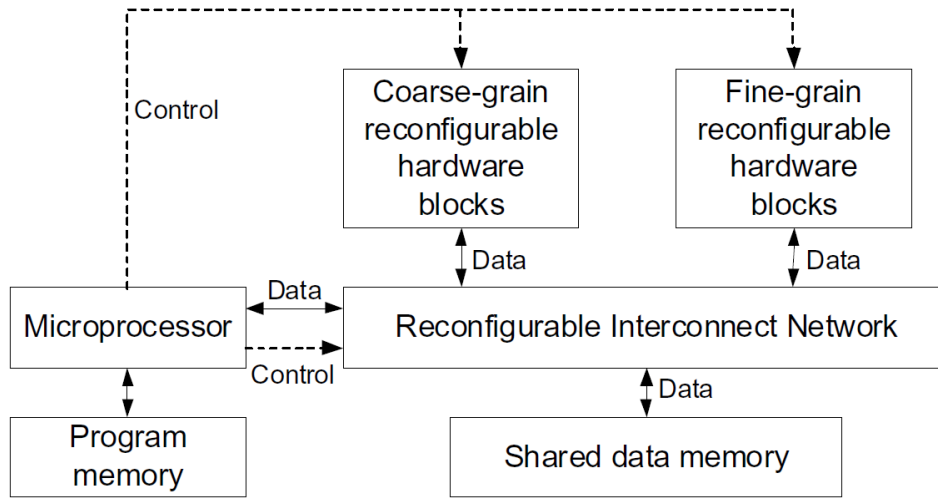 Control
Coarse-grain
reconfigurable
hardware
blocks
Fine-grain
reconfigurable
hardware
blocks
Data
Data
Microprocessor
Data
Control
Reconfigurable Interconnect Network
Data
Program
memory
Shared data memory